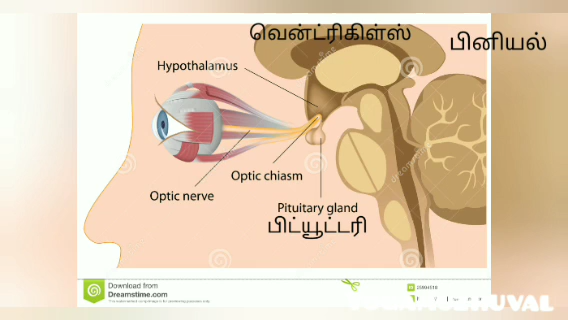 வென்ட்ரிகிள்ஸ்
பினியல்
Hypothalamus
Optic chiasm
Optic nerve
Pituitary gland
பிட்யூட்டரி
Download from
Dreamstime.com